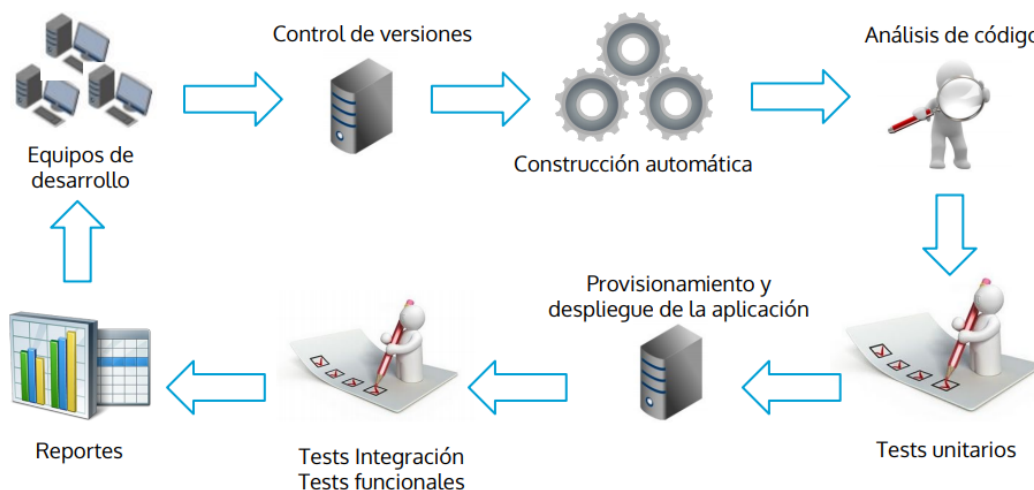 Control de versiones
Análisis de código
Equipos de
desarrollo
Construcción automática
Provisionamiento y
despliegue de la aplicación
Reportes
Tests Integración
Tests funcionales
Tests unitarios